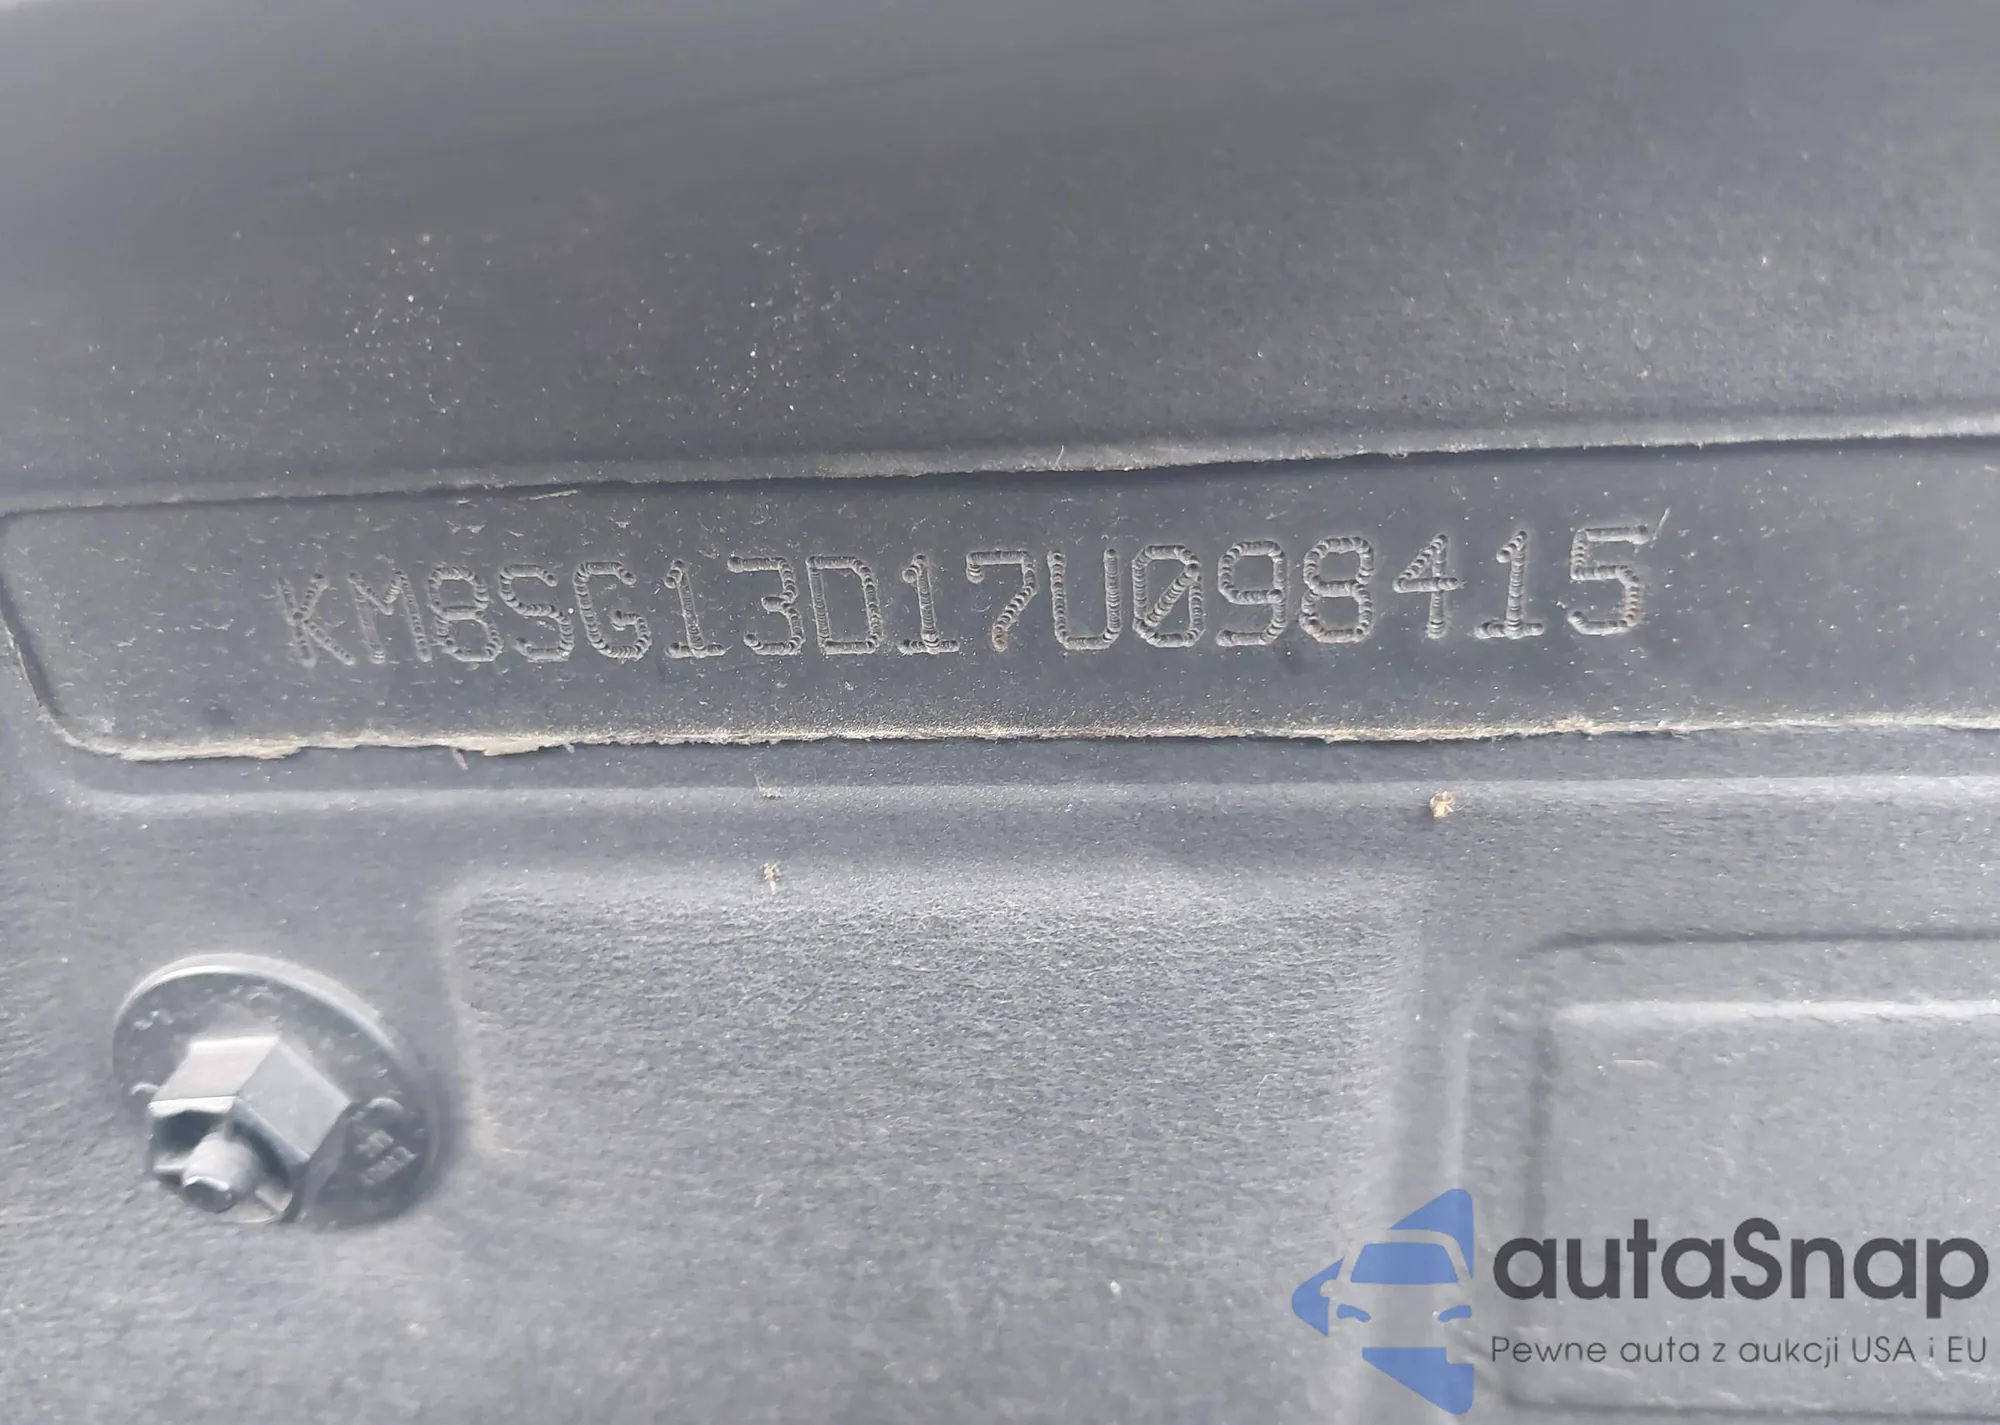 KM8SG13D17U098415
autaSnap
Pewne auta z aukcji USA i EU